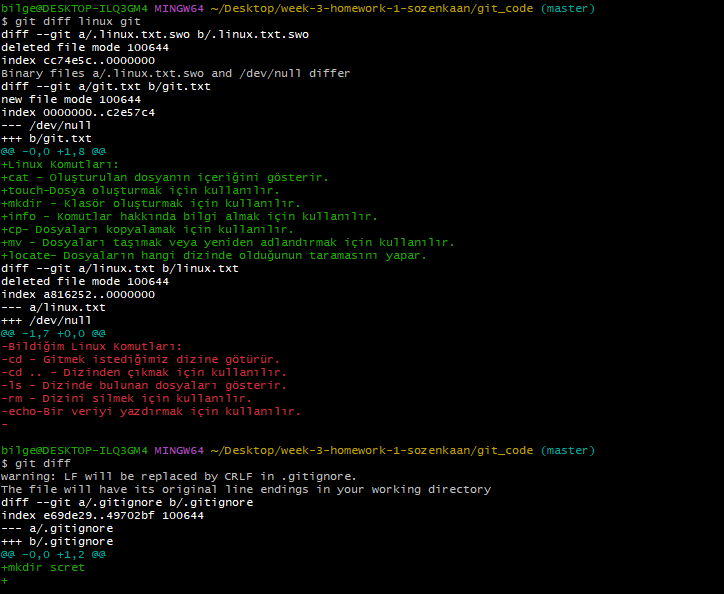 bilge@DESKTOP-ILQ3GM4 MINGW64 ~/Desktop/week-3-homework-1-sozenkaan/git_code (master)
$ git diff linux git
diff --git a/.linux.txt.swo b/.linux.txt.swo
deleted file mode 100644
index cc74e5c..0000000
Binary files a/.linux.txt.swo and /dev/null differ
diff --git a/git.txt b/git.txt
new file mode 100644
index 0000000..c2e57c4
--- /dev/null
+++ b/git.txt
@@ -0,0 +1,8 @@
+Linux Komutları:
+cat - Oluşturulan dosyanın içeriğini gösterir.
+touch-Dosya oluşturmak için kullanılır.
+mkdir - Klasör oluşturmak için kullanılır.
+info - Komutlar hakkında bilgi almak için kullanılır.
+cp- Dosyaları kopyalamak için kullanılır.
+mv - Dosyaları taşımak veya yeniden adlandırmak için kullanılır.
+locate- Dosyaların hangi dizinde olduğunun taramasını yapar.
diff --git a/linux.txt b/linux.txt
deleted file mode 100644
index a816252..0000000
--- a/linux.txt
+++ /dev/null
@@ -1,7 +0,0 @@
-Bildiğim Linux Komutları:
-cd - Gitmek istediğimiz dizine götürür.
-cd .. - Dizinden çıkmak için kullanılır.
-ls - Dizinde bulunan dosyaları gösterir.
-rm - Dizini silmek için kullanılır.
-echo-Bir veriyi yazdırmak için kullanılır.
-
bilge@DESKTOP-ILQ3GM4 MINGW64 ~/Desktop/week-3-homework-1-sozenkaan/git_code (master)
$ git diff
warning: LF will be replaced by CRLF in .gitignore.
The file will have its original line endings in your working directory
diff --git a/.gitignore b/.gitignore
index e69de29..49702bf 100644
--- a/.gitignore
+++ b/.gitignore
@@ -0,0 +1,2 @@
+mkdir scret
+